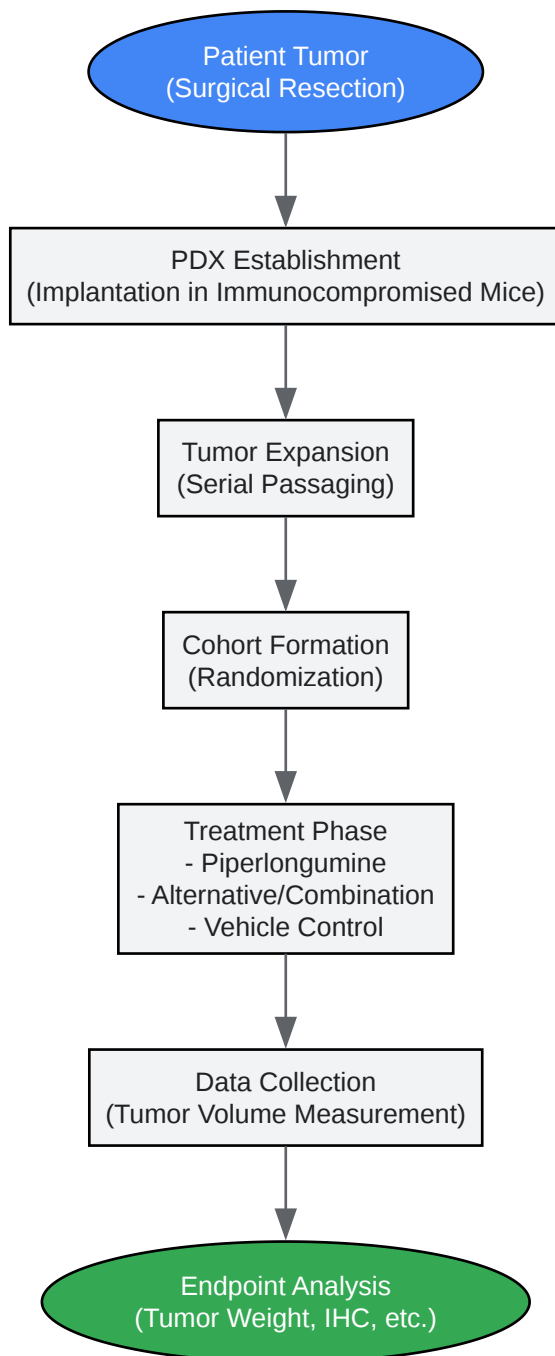 Patient Tumor
(Surgical Resection)
PDX Establishment
(Implantation in Immunocompromised Mice)
Tumor Expansion
(Serial Passaging)
Cohort Formation
(Randomization)
Treatment Phase
- Piperlongumine
- Alternative/Combination
- Vehicle Control
Data Collection
(Tumor Volume Measurement)
Endpoint Analysis
(Tumor Weight, IHC, etc.)